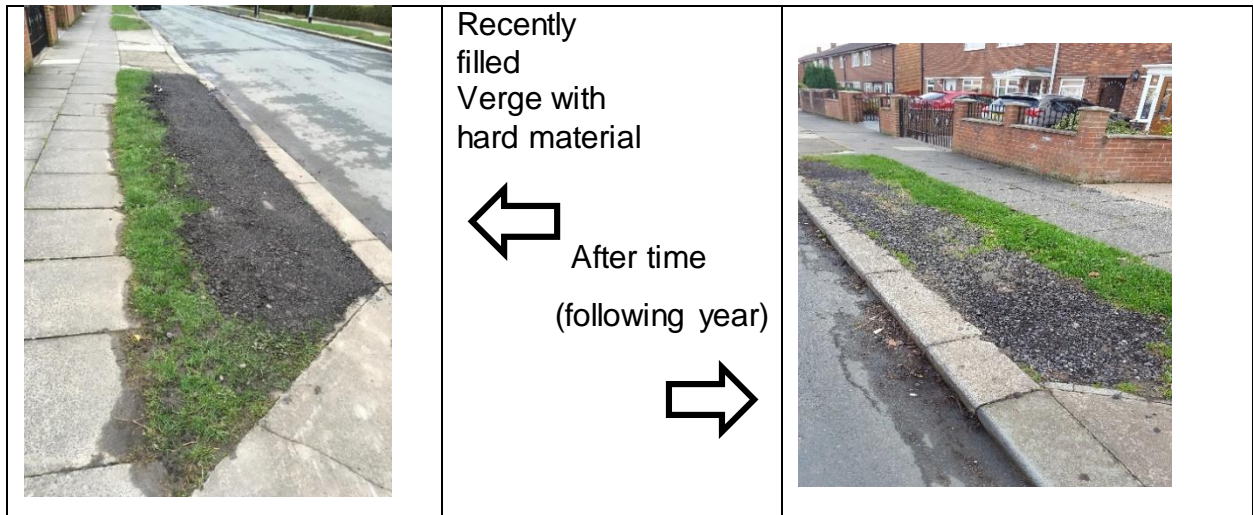 Recently
filled
Verge with
hard material
After time
(following year)